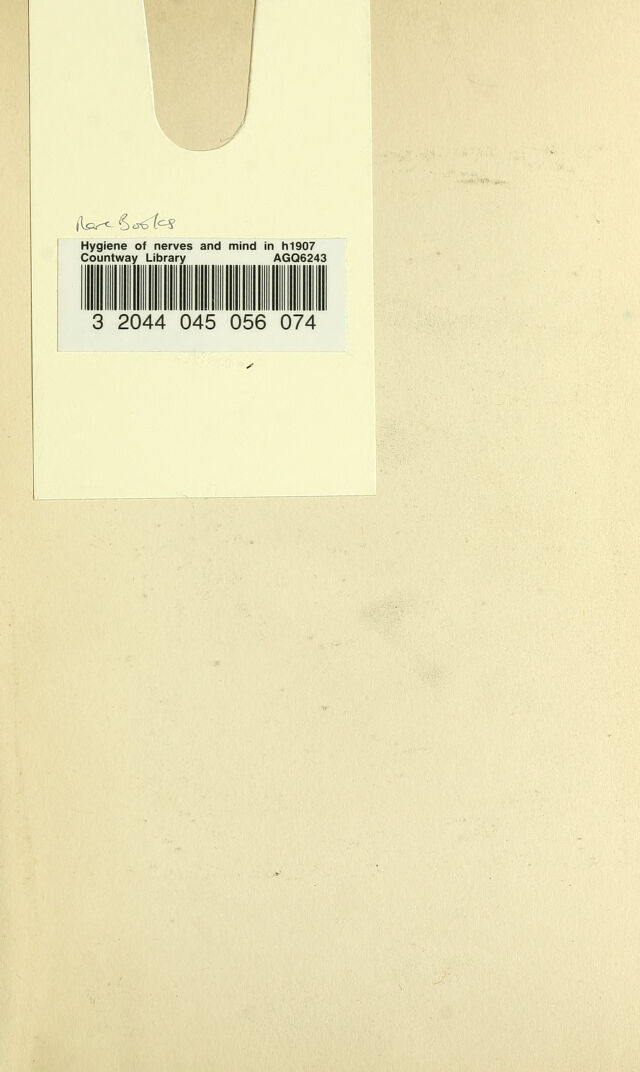 Rare Books
Hygiene of nerves and mind in h1907
Countway Library AGQ6243
3 2044 045 056 074